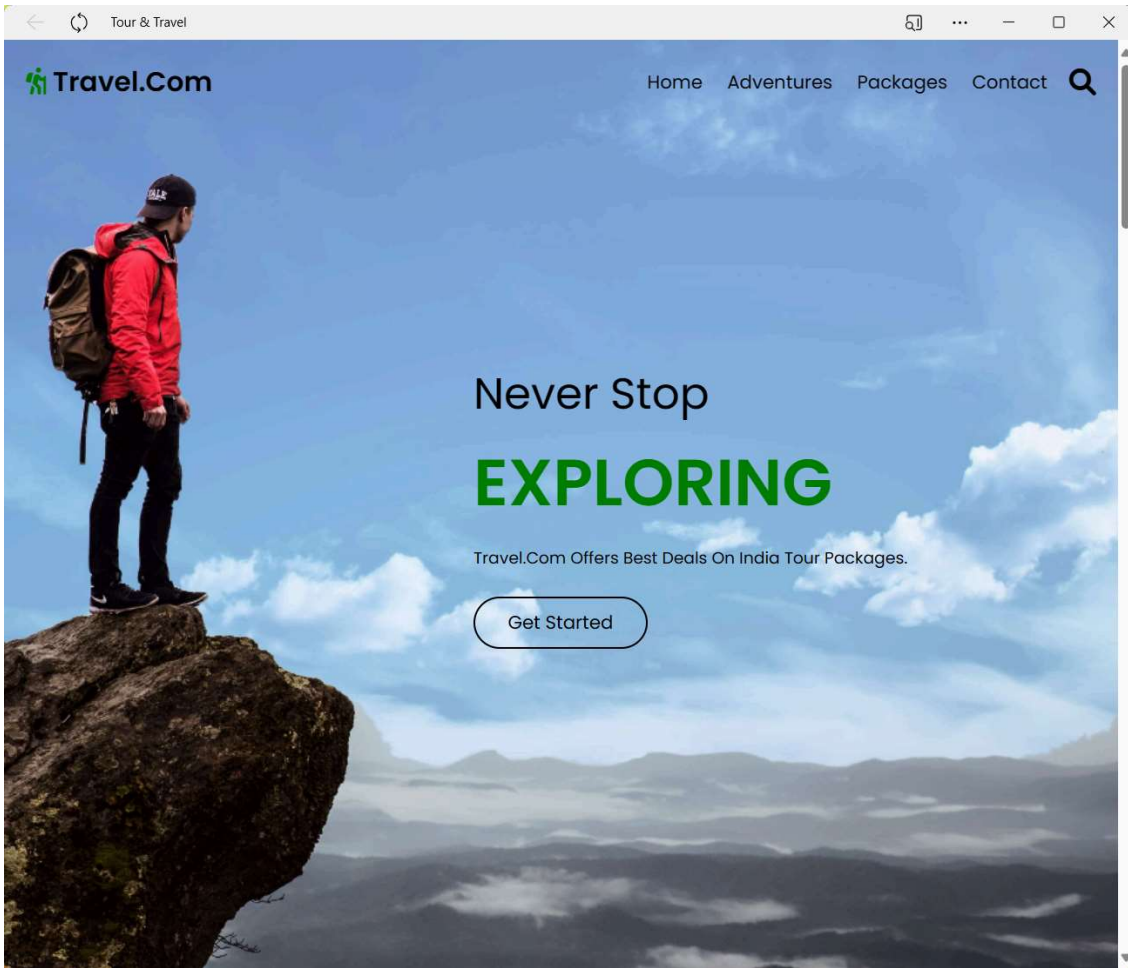 Tour & Travel
Travel.Com
Home Adventures Packages Contact
YALE
Never Stop
EXPLORING
Travel.Com Offers Best Deals On India Tour Packages.
Get Started